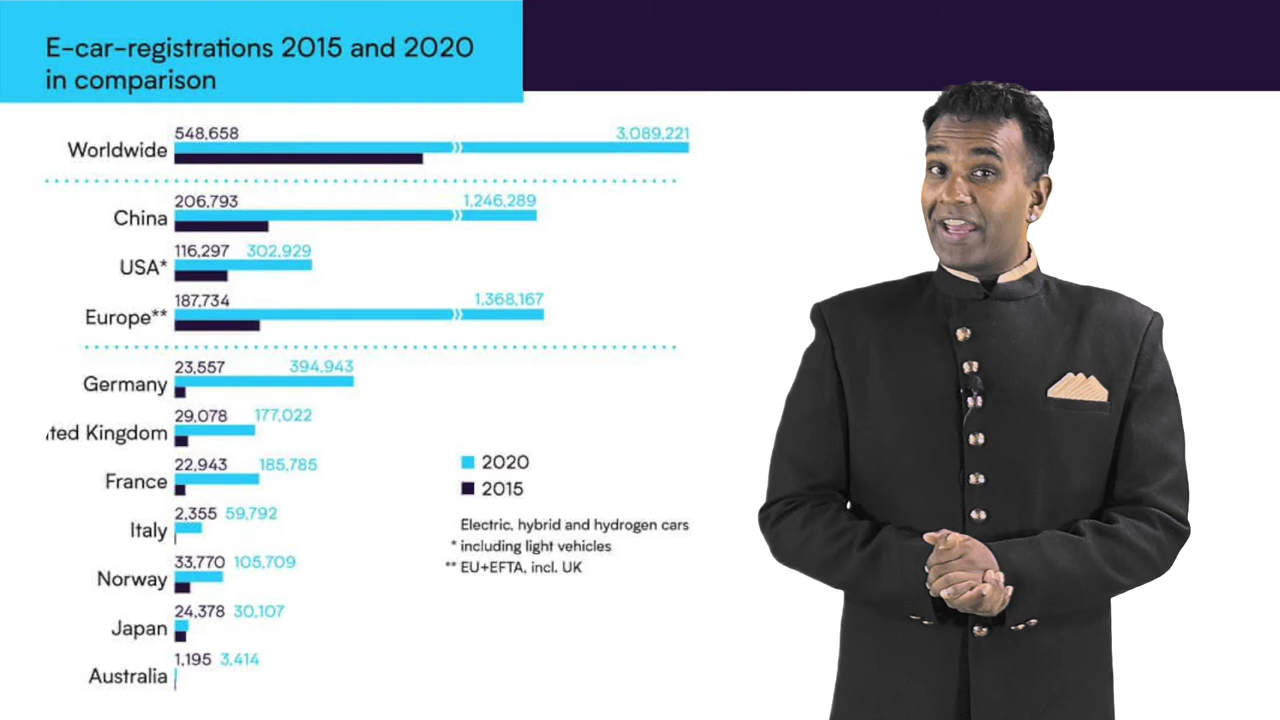 E-car-registrations 2015 and 2020
in comparison
548,658 3,089,221
Worldwide
206,793 1,246,289
China
116,297 302,929
USA*
187,734 1,368,167
Europe**
23,557 394,943
Germany
29,078 177,022
ted Kingdom
22,943 185,785
France
2,355 59,792
Italy
33,770 105,709
Norway
24,378 30,107
Japan
1,195 3,414
Australia
2020
2015
Electric, hybrid and hydrogen cars
* including light vehicles
** EU+EFTA, incl. UK